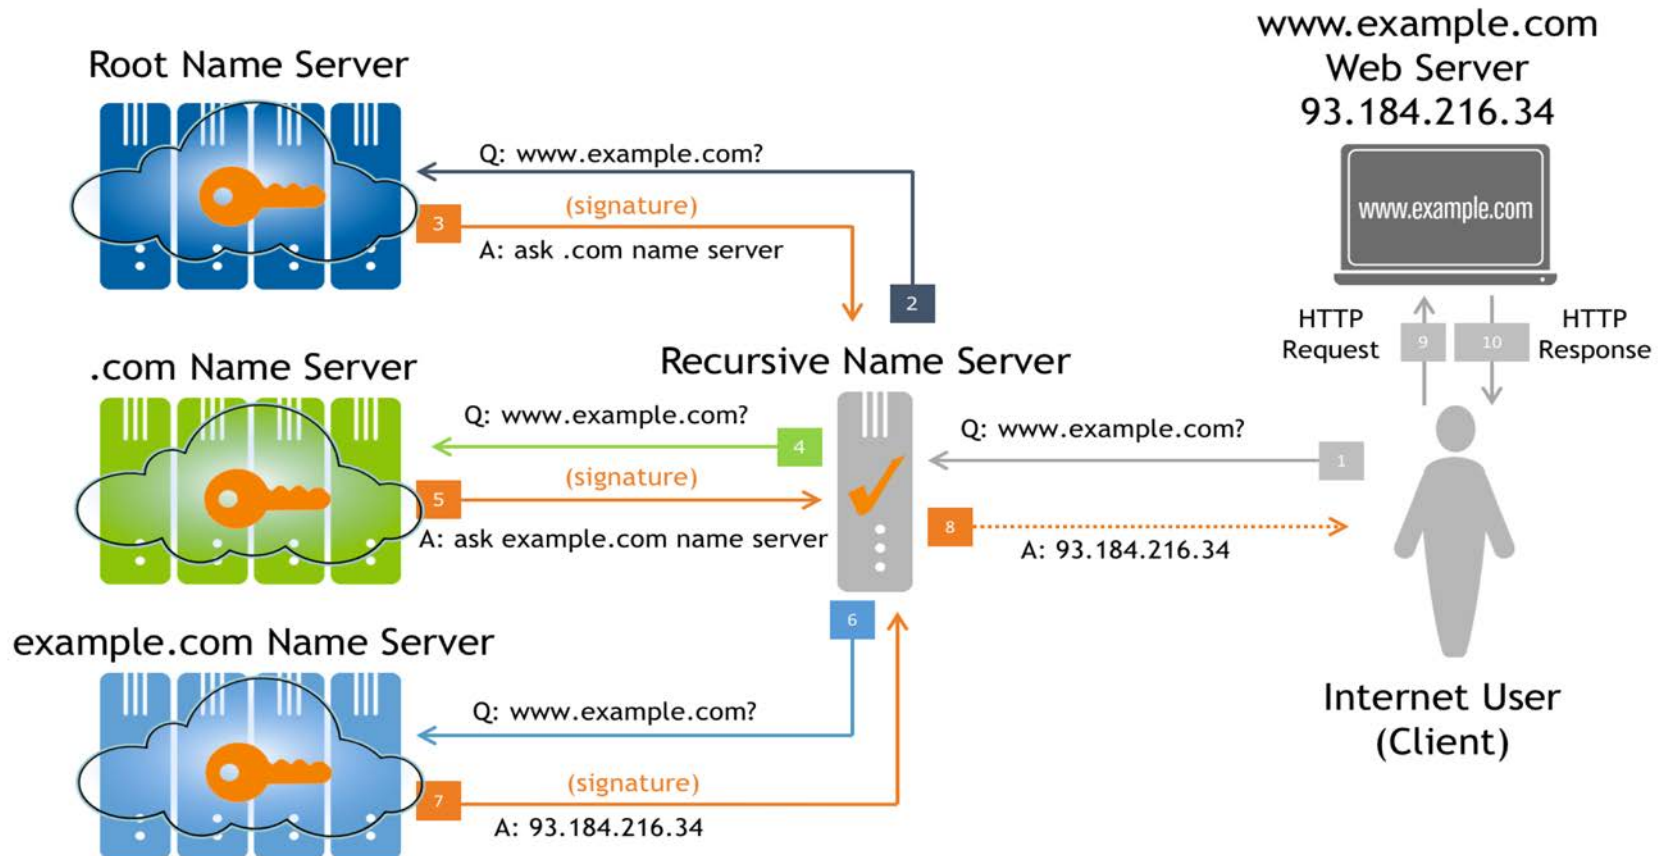 www.example.com
Web Server
93.184.216.34
Root Name Server
Q: www.example.com?
www.example.com
3
(signature)
A: ask .com name server
2
HTTP
Request
9
10
HTTP
Response
.com Name Server
Recursive Name Server
Q: www.example.com?
4
Q: www.example.com?
1
5
(signature)
A: ask example.com name server
8
A: 93.184.216.34
6
example.com Name Server
Q: www.example.com?
Internet User
(Client)
7
(signature)
A: 93.184.216.34